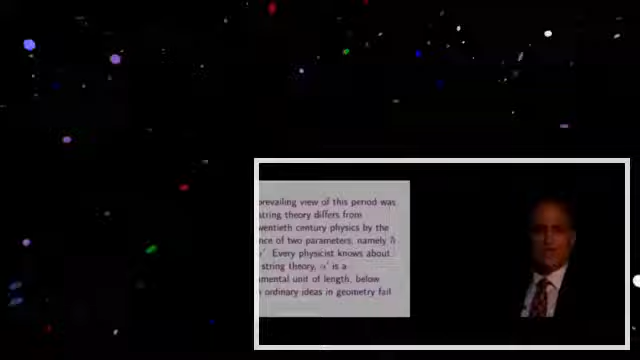 prevailing view of this period was
string theory differs from
wentieth century physics by the
nce of two parameters, namely ℏ
α′. Every physicist knows about
string theory, α′ is a
mental unit of length, below
ordinary ideas in geometry fail